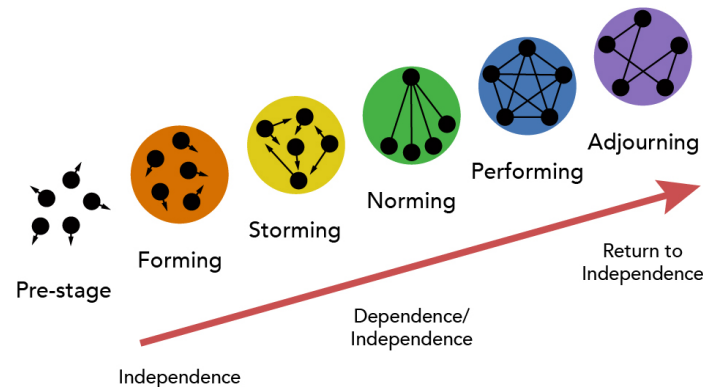 Pre-stage
Forming
Storming
Norming
Performing
Adjourning
Independence
Dependence/
Independence
Return to
Independence